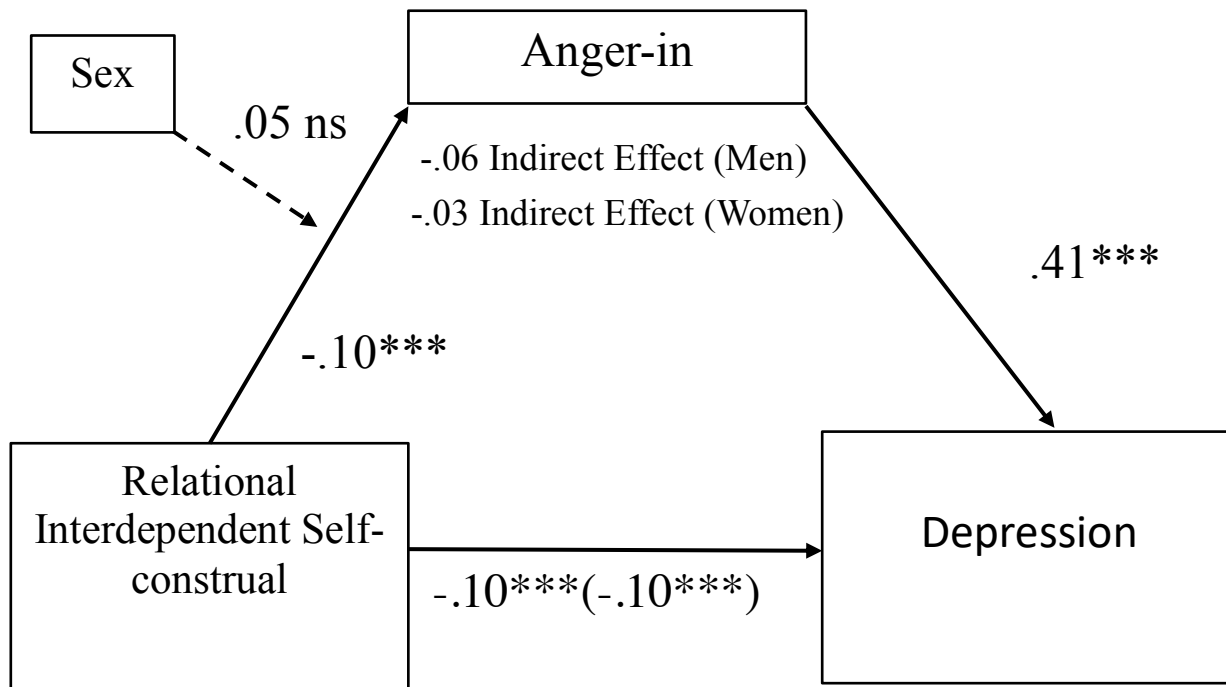 Sex
Anger-in
.05 ns
-.06 Indirect Effect (Men)
-.03 Indirect Effect (Women)
.41***
-.10***
Relational
Interdependent Self-
construal
Depression
-.10***(-.10***)